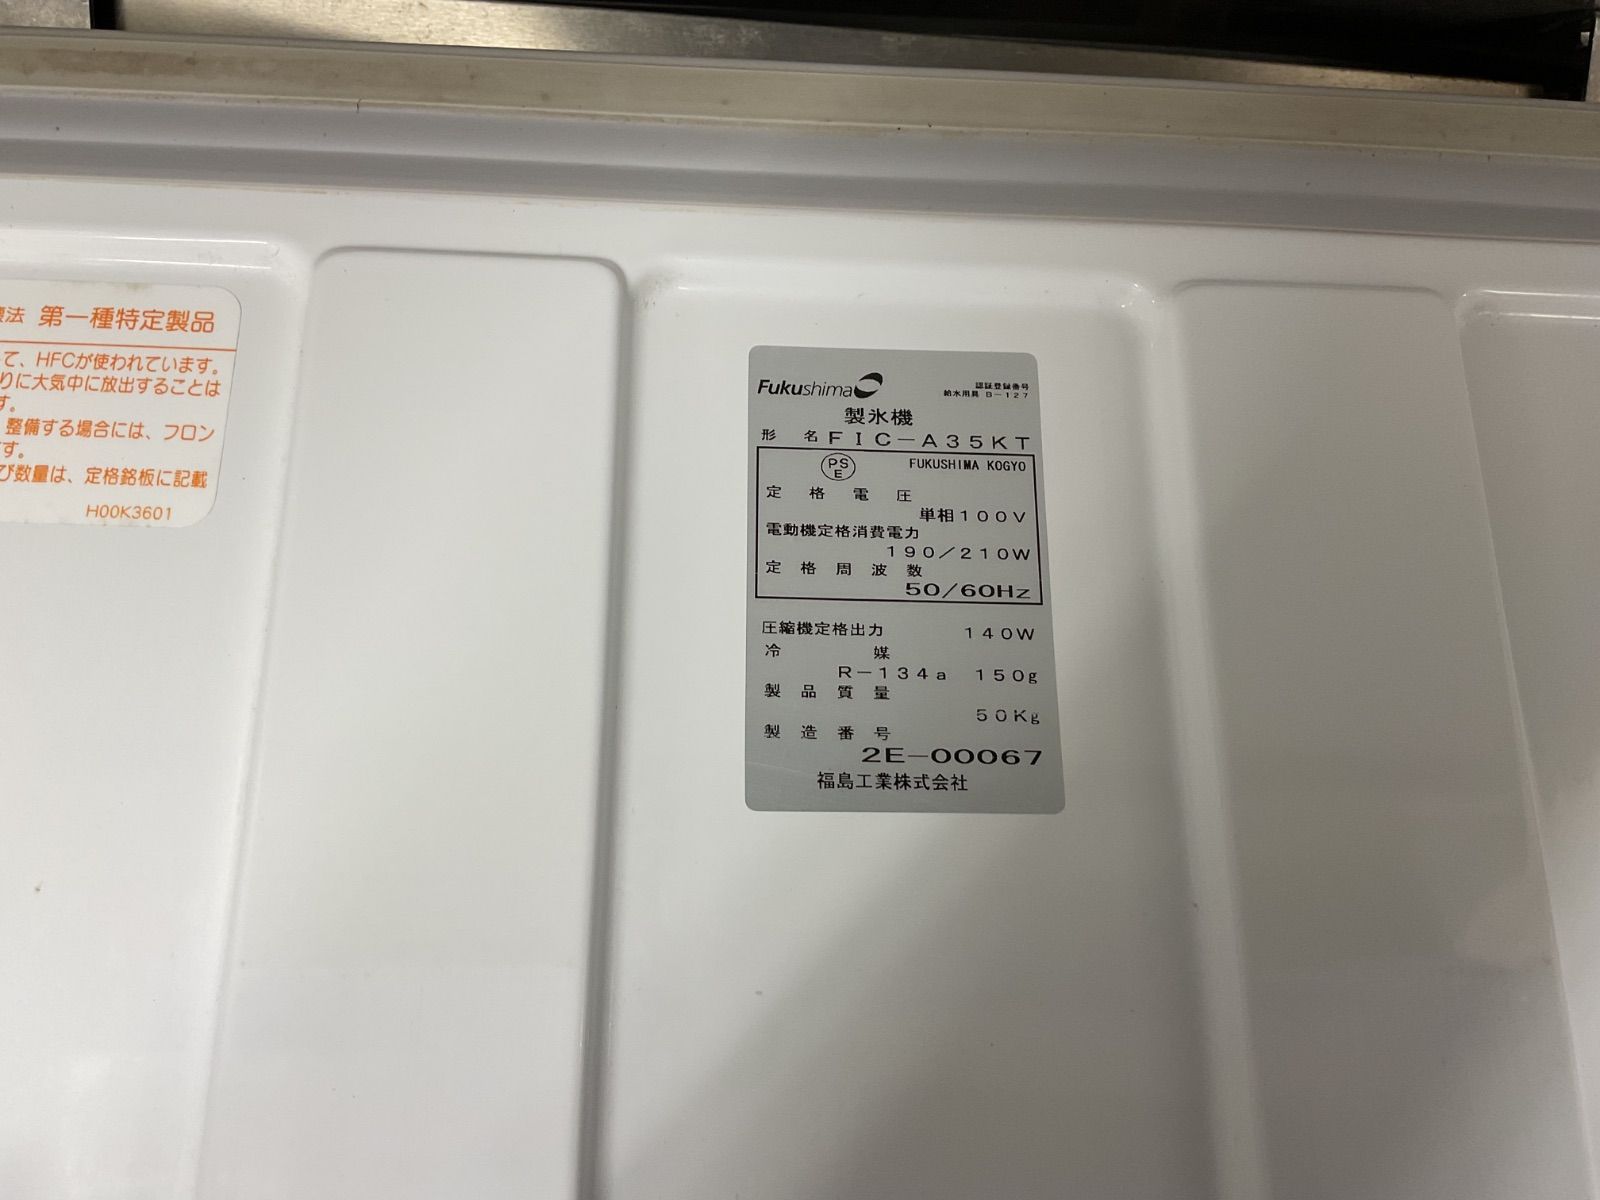 法 第一種特定製品
て、HFCが使われています。
りに大気中に放出することは
す。
整備する場合には、フロン
す。
び数量は、定格銘板に記載
H00K3601
Fukushima
認証登録番号
給水用具 B-127
製氷機
形名 FIC-A35KT
PSE FUKUSHIMA KOGYO
定格電圧
単相100V
電動機定格消費電力
190/210W
定格周波数
50/60Hz
圧縮機定格出力 140W
冷媒
R-134a 150g
製品質量
50Kg
製造番号
2E-00067
福島工業株式会社